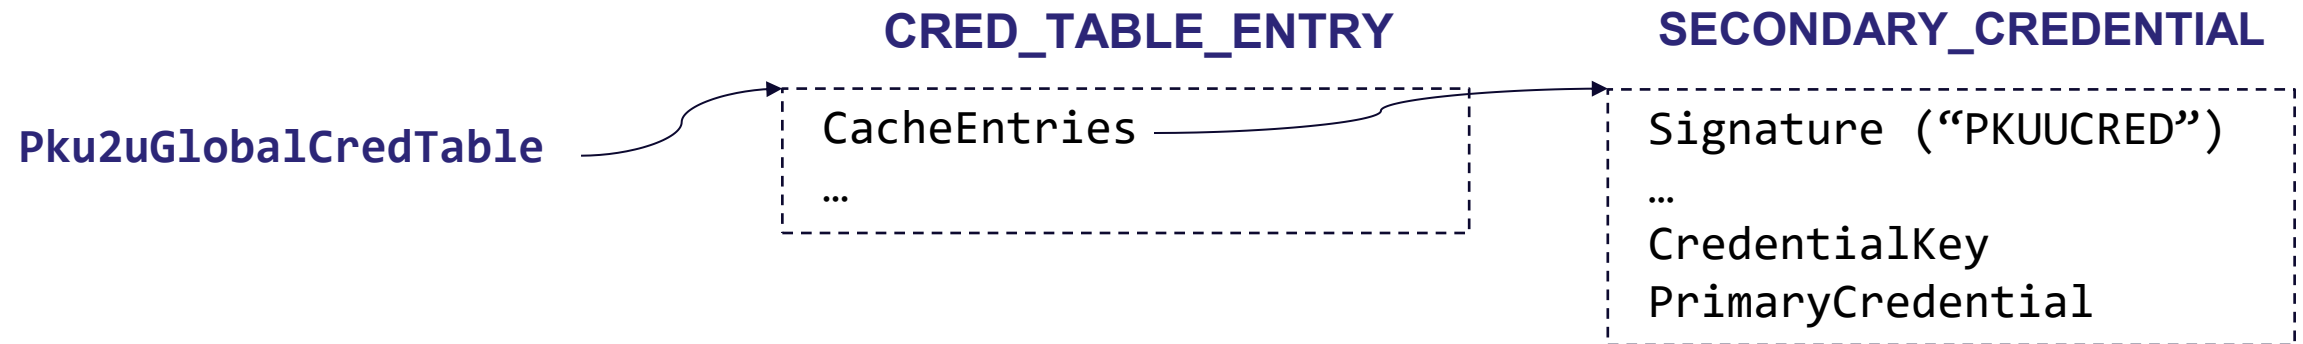 CRED_TABLE_ENTRY
SECONDARY_CREDENTIAL
Pku2uGlobalCredTable
CacheEntries
…
Signature (“PKUUCRED”)
…
CredentialKey
PrimaryCredential